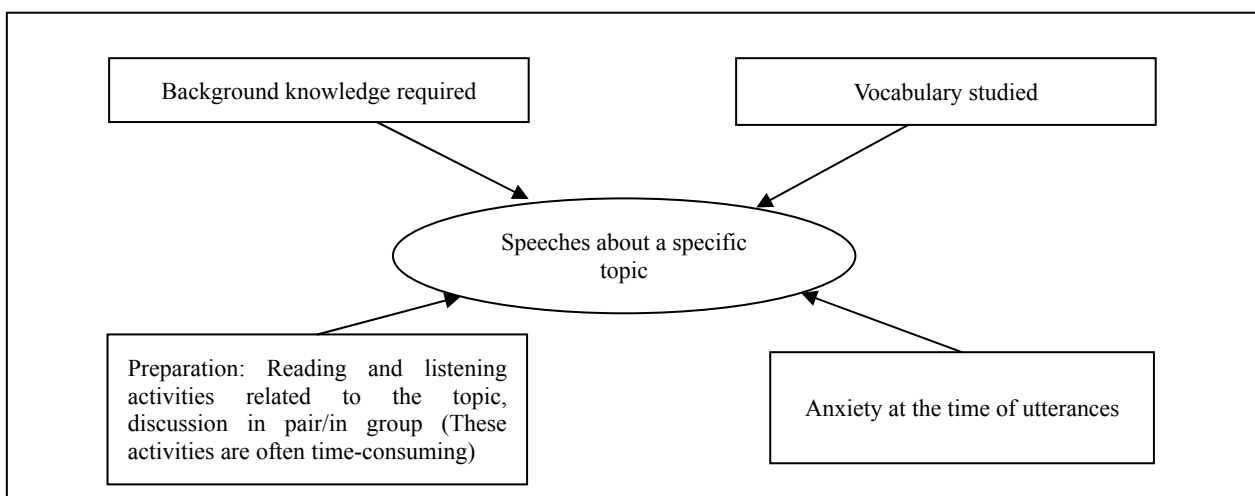 Background knowledge required
Vocabulary studied
Speeches about a specific
topic
Preparation: Reading and listening
activities related to the topic,
discussion in pair/in group (These
activities are often time-consuming)
Anxiety at the time of utterances